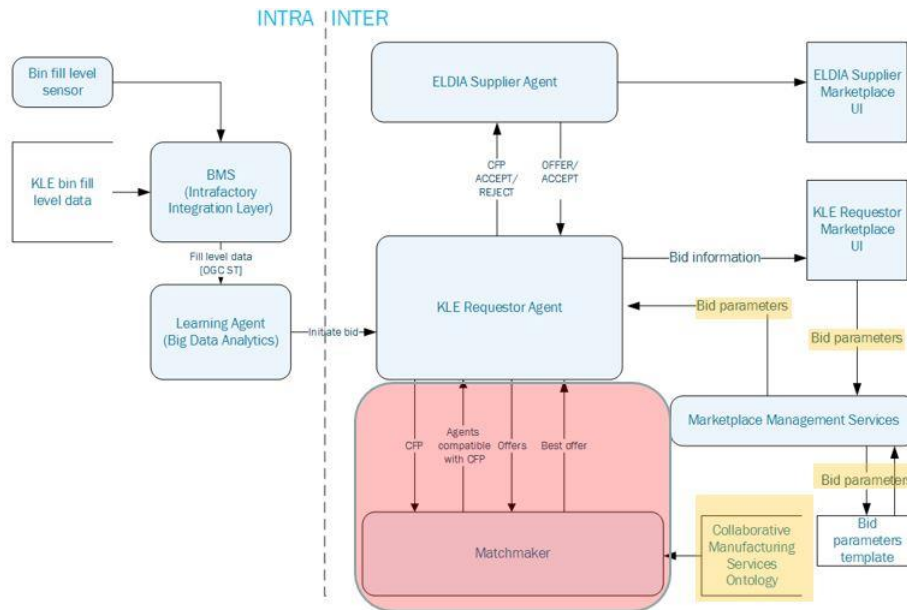 INTRA
INTER
Bin fill level
sensor
ELDIA Supplier Agent
ELDIA Supplier
Marketplace
UI
KLE bin fill
level data
BMS
(Intrafactory
Integration Layer)
CFP
ACCEPT/
REJECT
OFFER/
ACCEPT
KLE Requestor
Marketplace
UI
Fill level data
[OGC ST]
Bid information
KLE Requestor Agent
Learning Agent
(Big Data Analytics)
Initiate bid
Bid parameters
Bid parameters
Marketplace Management Services
CFP
Agents
compatible
with CFP
Offers
Best offer
Bid parameters
Matchmaker
Collaborative
Manufacturing
Services
Ontology
Bid
parameters
template